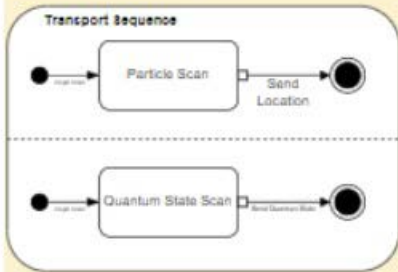 Transport Sequence
Particle Scan
Send
Location
Quantum State Scan
Send Quantum State